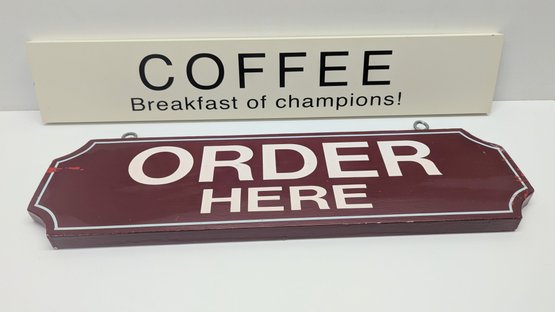 COFFEE
Breakfast of champions!
ORDER
HERE